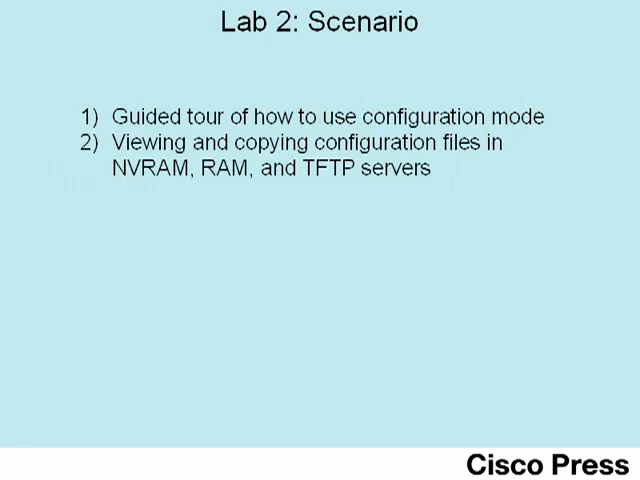 Lab 2: Scenario
1) Guided tour of how to use configuration mode
2) Viewing and copying configuration files in
NVRAM, RAM, and TFTP servers
Cisco Press